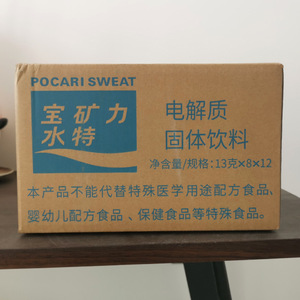 POCARI SWEAT
宝矿力
水特
电解质
固体饮料
净含量/规格:13克×8×12
本产品不能代替特殊医学用途配方食品、
婴幼儿配方食品、保健食品等特殊食品。